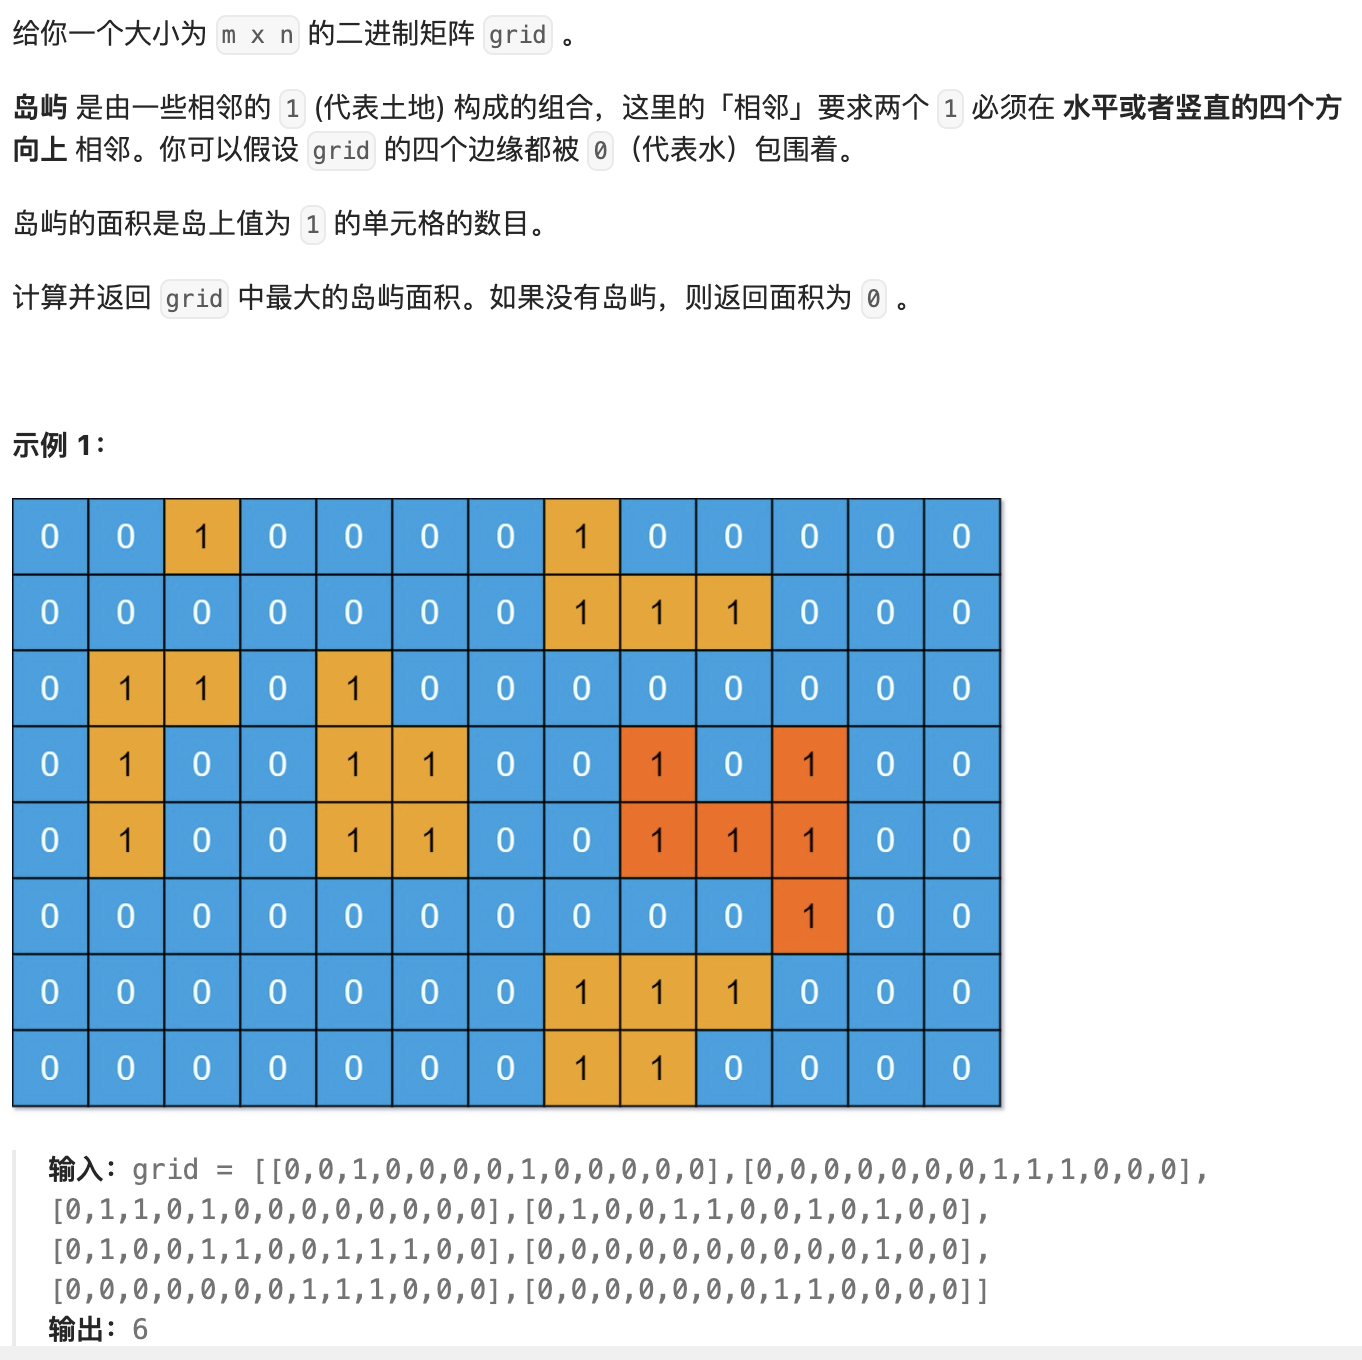 给你一个大小为 m x n 的二进制矩阵 grid 。
岛屿 是由一些相邻的 1 (代表土地) 构成的组合，这里的「相邻」要求两个 1 必须在 水平或者竖直的四个方
向上 相邻。你可以假设 grid 的四个边缘都被 0（代表水）包围着。
岛屿的面积是岛上值为 1 的单元格的数目。
计算并返回 grid 中最大的岛屿面积。如果没有岛屿，则返回面积为 0 。
示例 1：
0 0 1 0 0 0 0 1 0 0 0 0 0
0 0 0 0 0 0 0 1 1 1 0 0 0
0 1 1 0 1 0 0 0 0 0 0 0 0
0 1 0 0 1 1 0 0 1 0 1 0 0
0 1 0 0 1 1 0 0 1 1 1 0 0
0 0 0 0 0 0 0 0 0 0 1 0 0
0 0 0 0 0 0 0 1 1 1 0 0 0
0 0 0 0 0 0 0 1 1 0 0 0 0
输入：grid = [[0,0,1,0,0,0,0,1,0,0,0,0,0],[0,0,0,0,0,0,0,1,1,1,0,0,0],
[0,1,1,0,1,0,0,0,0,0,0,0,0],[0,1,0,0,1,1,0,0,1,0,1,0,0],
[0,1,0,0,1,1,0,0,1,1,1,0,0],[0,0,0,0,0,0,0,0,0,0,1,0,0],
[0,0,0,0,0,0,0,1,1,1,0,0,0],[0,0,0,0,0,0,0,1,1,0,0,0,0]]
输出：6